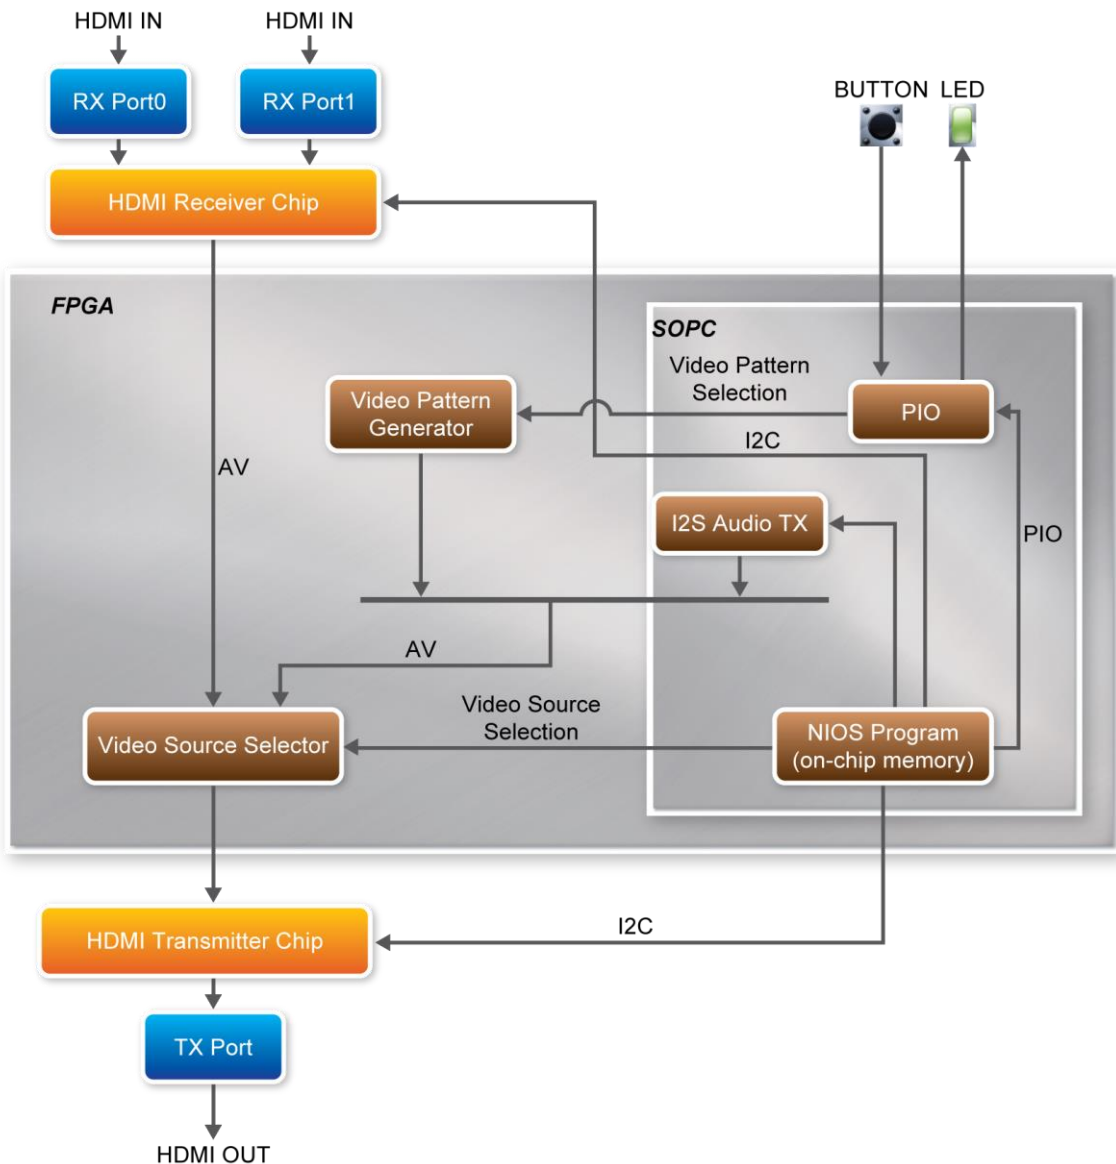 HDMI IN
HDMI IN
RX Port0
RX Port1
BUTTON
LED
HDMI Receiver Chip
FPGA
SOPC
Video Pattern
Selection
Video Pattern
Generator
PIO
I2C
AV
I2S Audio TX
PIO
AV
Video Source
Selection
Video Source Selector
NIOS Program
(on-chip memory)
I2C
HDMI Transmitter Chip
TX Port
HDMI OUT